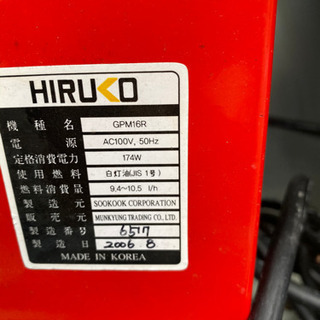 HIRUKO
機種名 GPM16R
電源 AC100V, 50Hz
定格消費電力 174W
使用燃料 白灯油(JIS 1号)
燃料消費量 9.4~10.5 l/h
製造元 SOOKOOK CORPORATION
販売元 MUNKYUNG TRADING CO., LTD.
製造番号 6517
製造日 2006 8
MADE IN KOREA